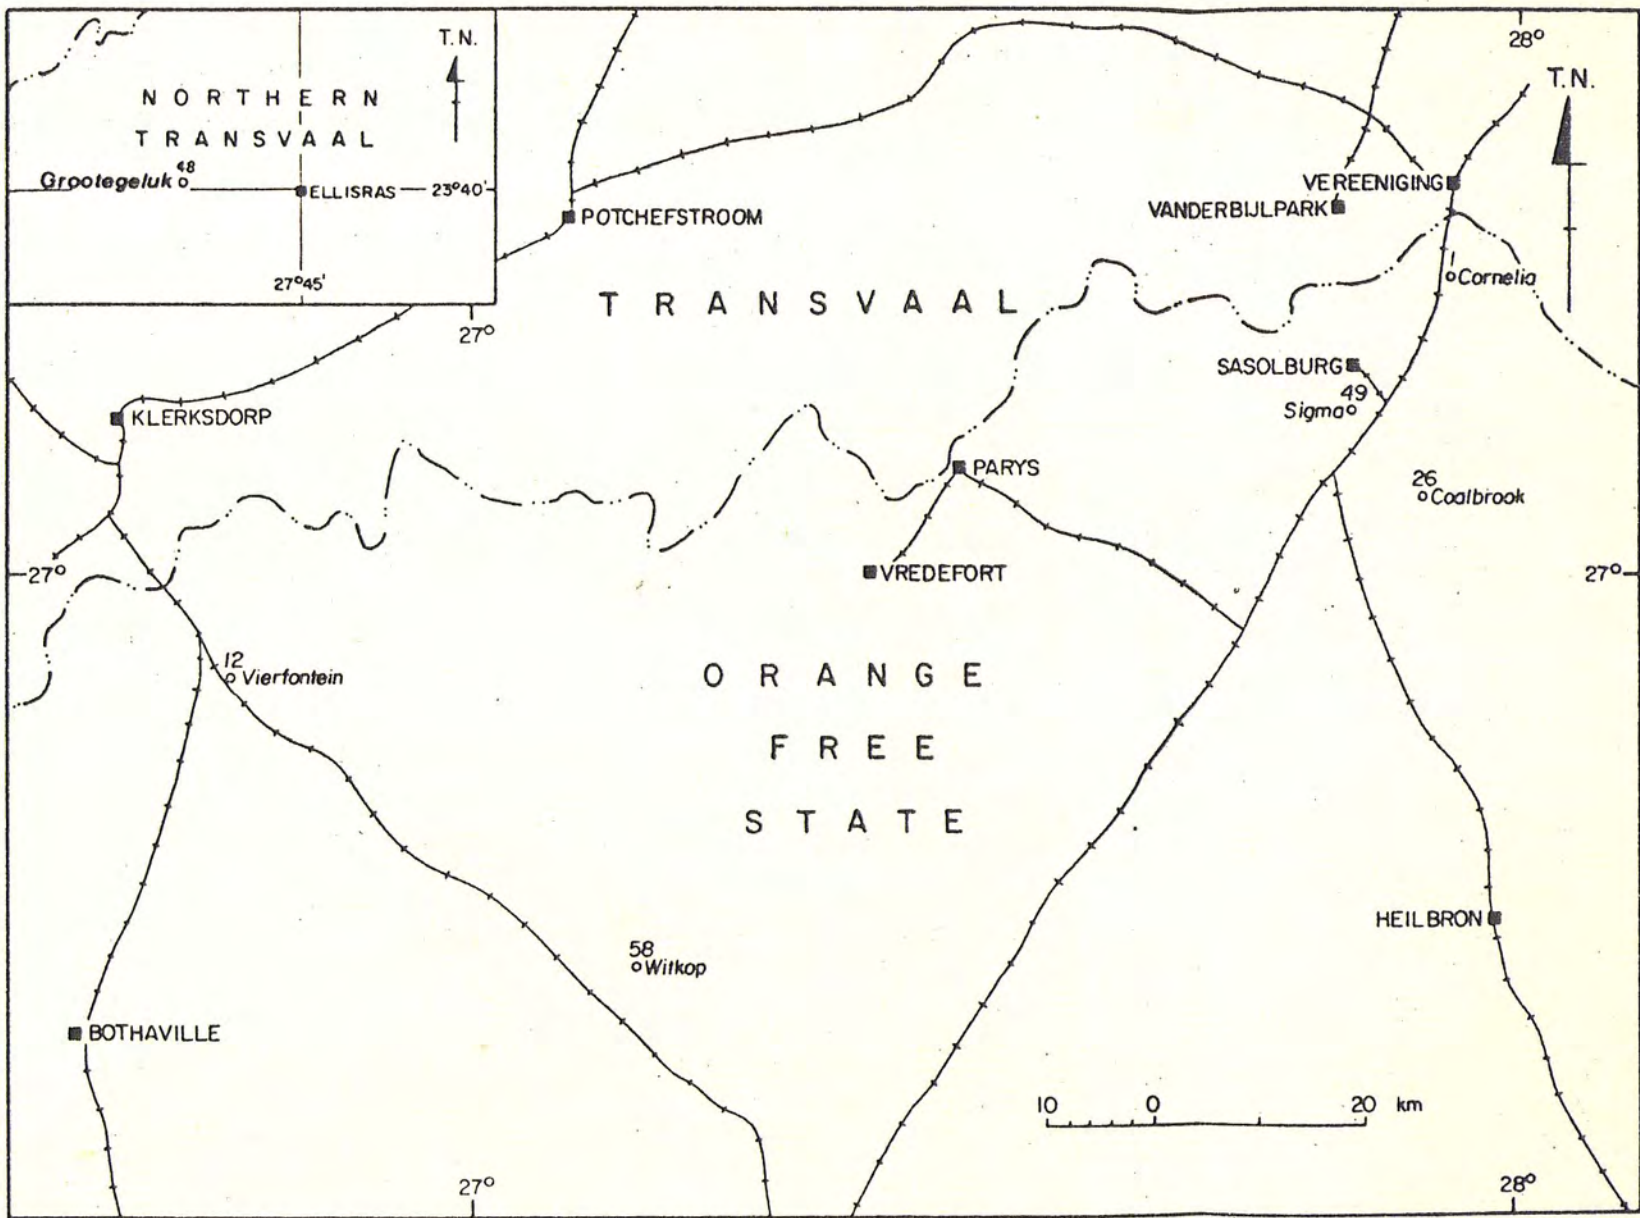 28°
T.N.
T.N.
NORTHERN
TRANSVAAL
48
Grootegeluk
ELLISRAS
23°40'
27°45'
POTCHEFSTROOM
VEREENIGING
VANDERBIJLPARK
1
Cornelia
TRANSVAAL
27°
SASOLBURG
49
Sigma
KLERKSDORP
PARYS
26
Coalbrook
27°
VREDEFORT
27°
12
Vierfontein
ORANGE
FREE
STATE
HEILBRON
58
Witkop
BOTHAVILLE
10 0 20 km
27°
28°